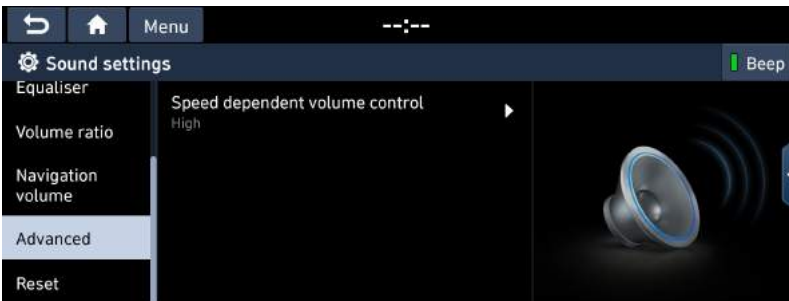 Menu
--:--
Sound settings
Beep
Equaliser
Volume ratio
Navigation
volume
Advanced
Reset
Speed dependent volume control
High